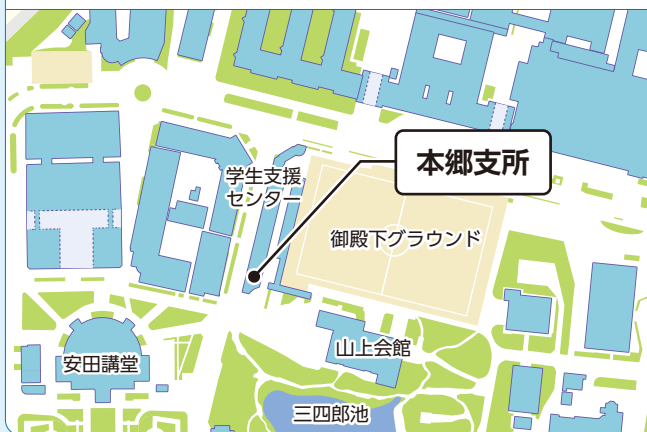 本郷支所
学生支援
センター
御殿下グラウンド
山上会館
安田講堂
三四郎池